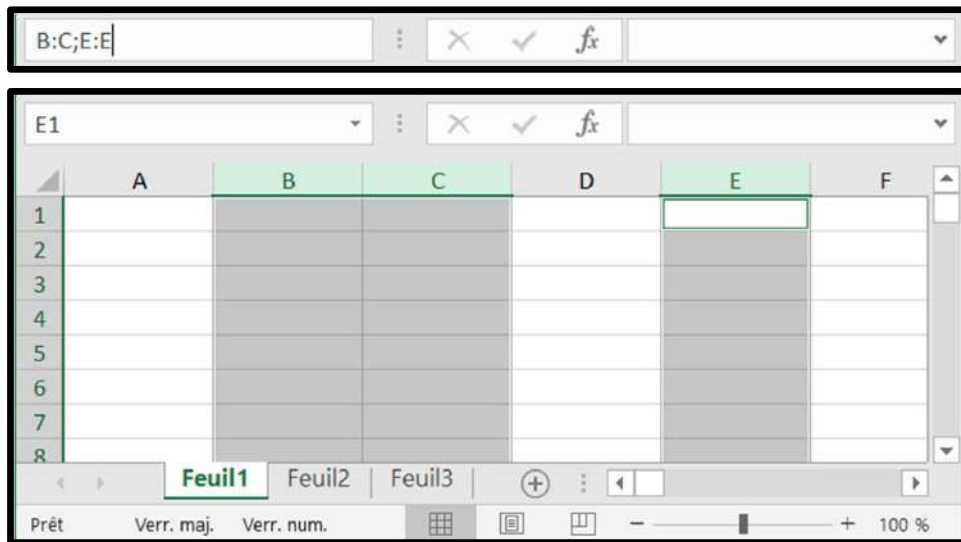 B:C;E:E fx
E1 fx
A B C D E F
1
2
3
4
5
6
7
8
Feuil1 Feuil2 Feuil3
Prêt Verr. maj. Verr. num. 100 %